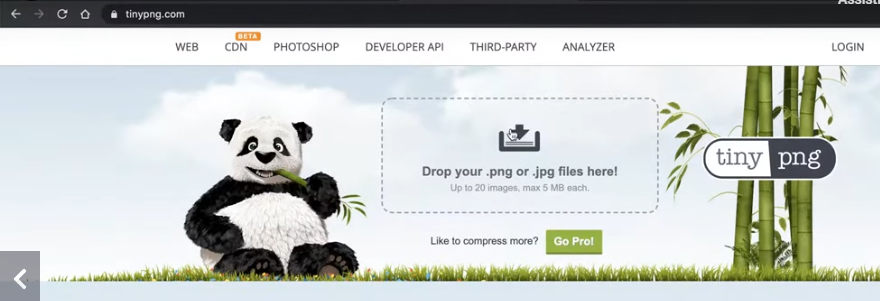 tinypng.com
BETA
WEB CDN PHOTOSHOP DEVELOPER API THIRD-PARTY ANALYZER LOGIN
Drop your .png or .jpg files here!
Up to 20 images, max 5 MB each.
tiny png
Like to compress more? Go Pro!